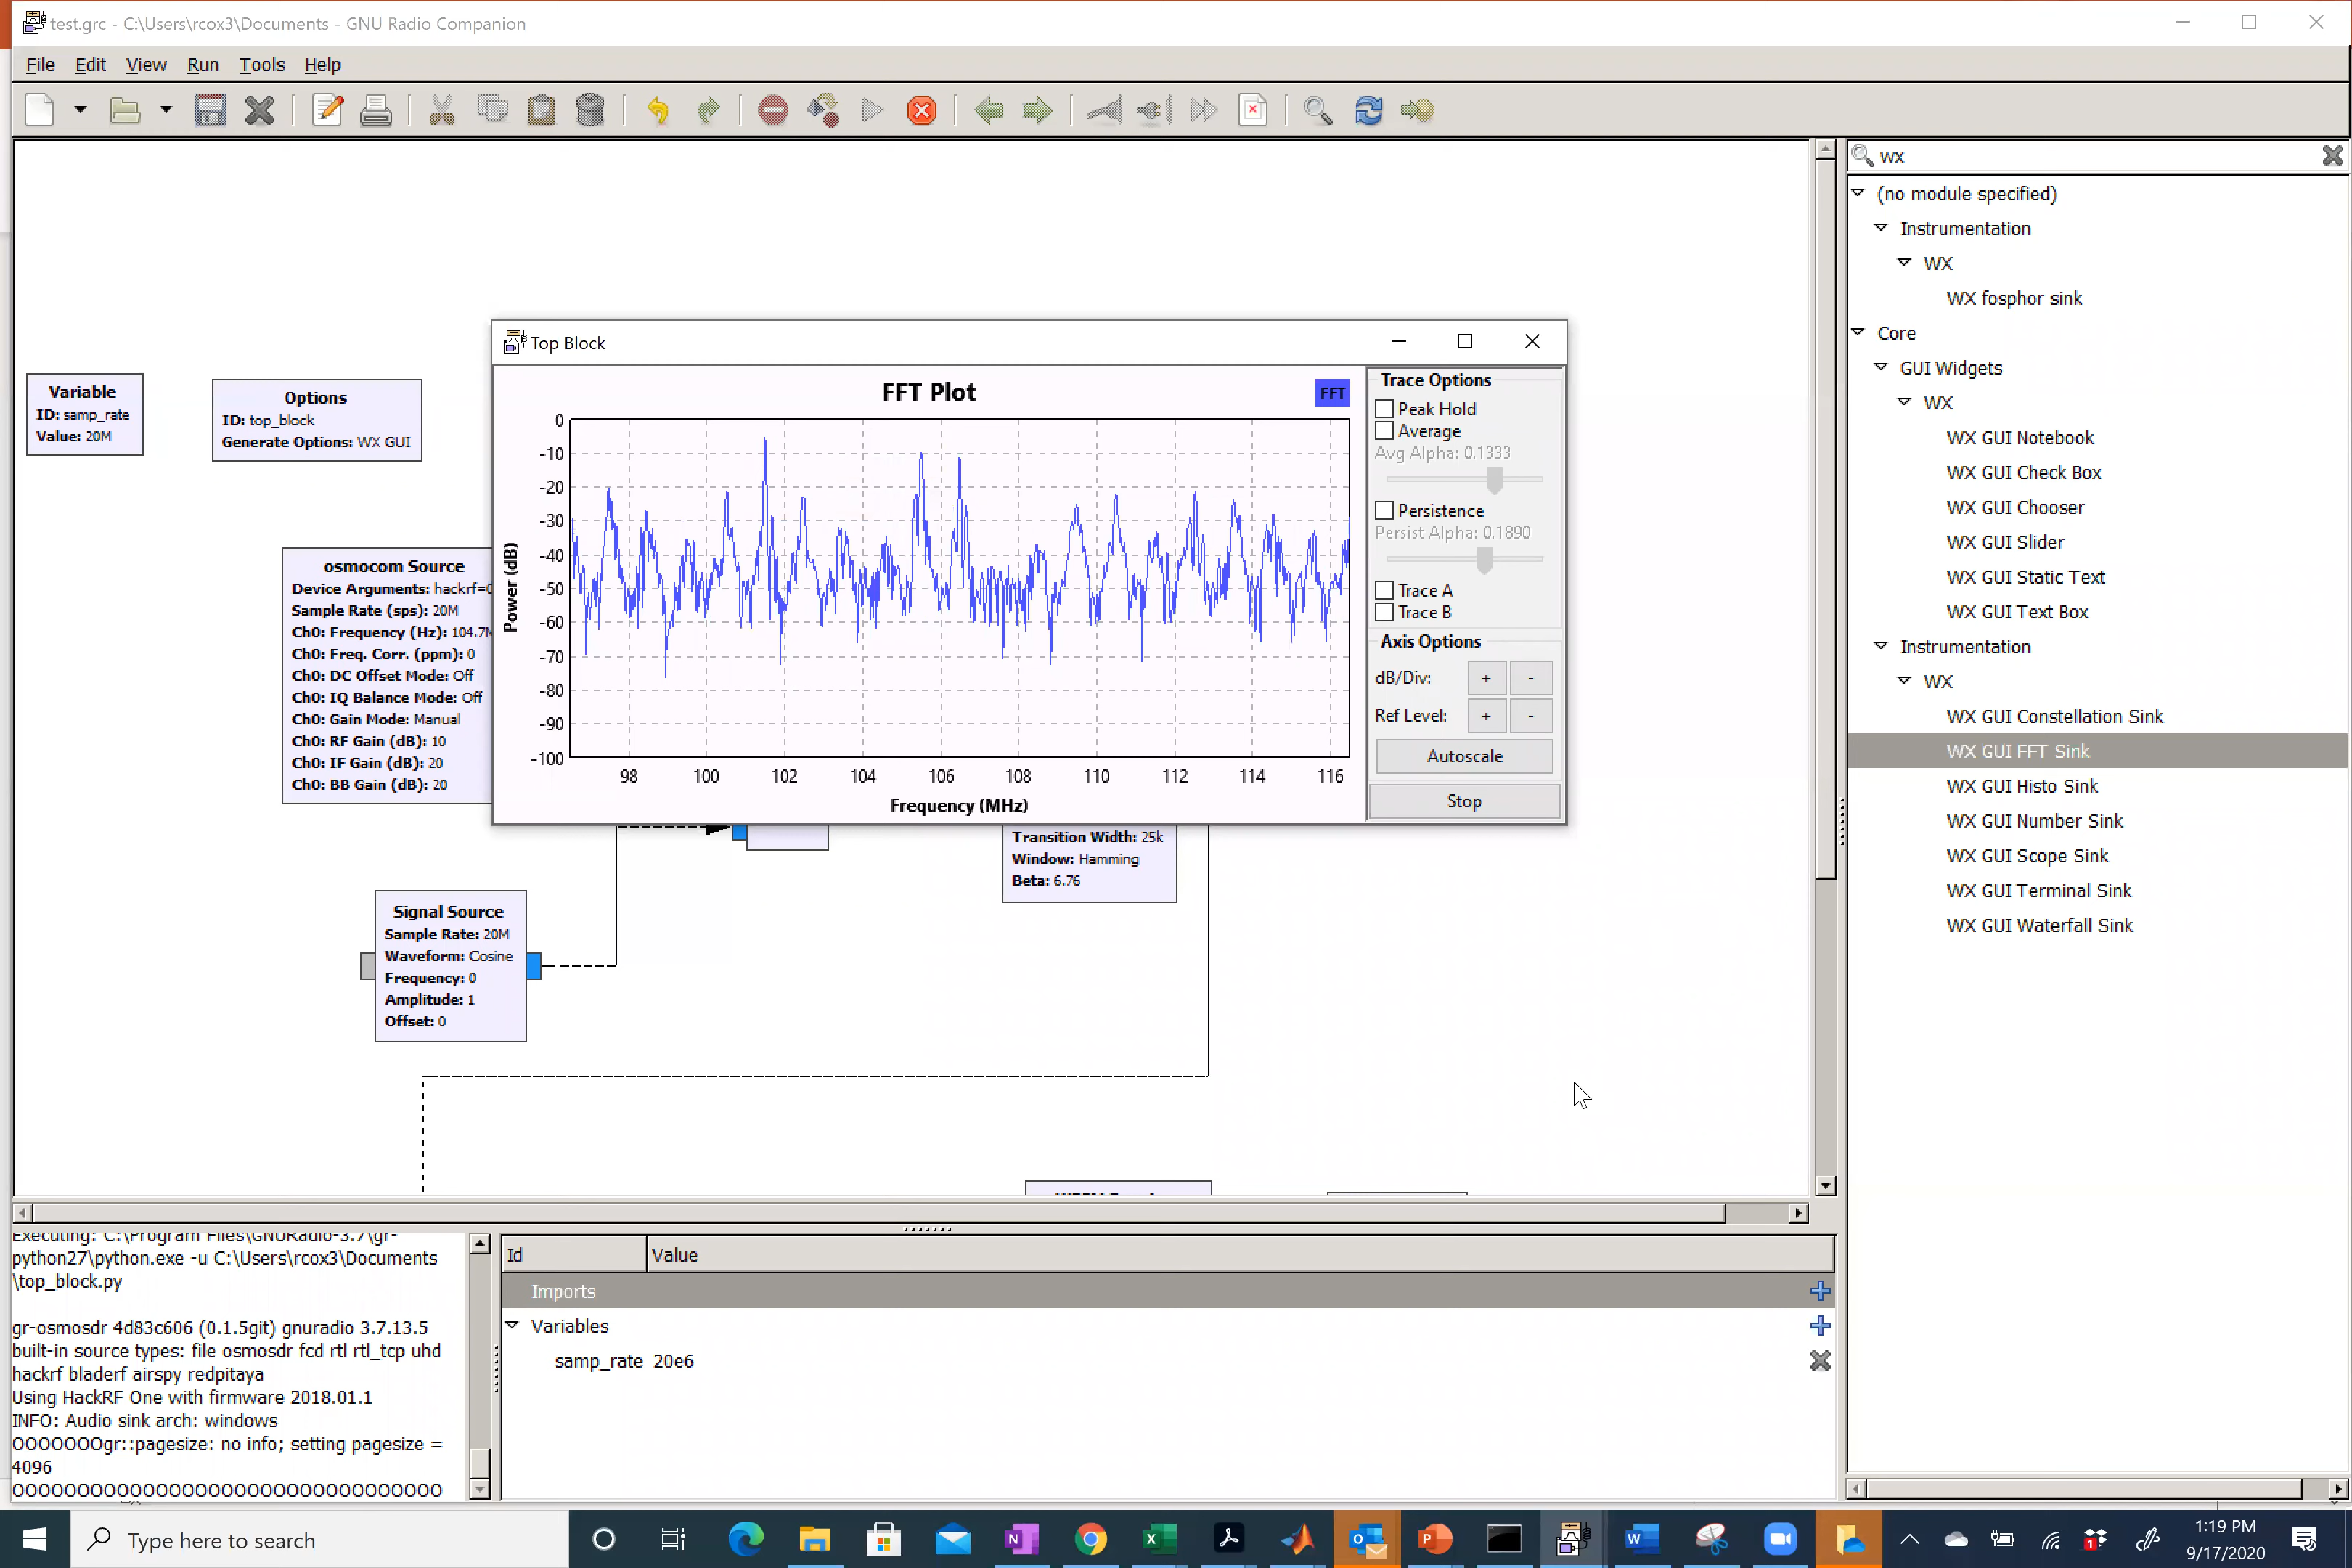 test.grc - C:\Users\rcox3\Documents - GNU Radio Companion
File Edit View Run Tools Help
wx
(no module specified)
Instrumentation
WX
WX fosphor sink
Core
GUI Widgets
WX
WX GUI Notebook
WX GUI Check Box
WX GUI Chooser
WX GUI Slider
WX GUI Static Text
WX GUI Text Box
Instrumentation
WX
WX GUI Constellation Sink
WX GUI FFT Sink
WX GUI Histo Sink
WX GUI Number Sink
WX GUI Scope Sink
WX GUI Terminal Sink
WX GUI Waterfall Sink
Variable
ID: samp_rate
Value: 20M
Options
ID: top_block
Generate Options: WX GUI
osmocom Source
Device Arguments: hackrf=0
Sample Rate (sps): 20M
Ch0: Frequency (Hz): 104.7M
Ch0: Freq. Corr. (ppm): 0
Ch0: DC Offset Mode: Off
Ch0: IQ Balance Mode: Off
Ch0: Gain Mode: Manual
Ch0: RF Gain (dB): 10
Ch0: IF Gain (dB): 20
Ch0: BB Gain (dB): 20
Top Block
FFT Plot
FFT
Power (dB)
0
-10
-20
-30
-40
-50
-60
-70
-80
-90
-100
98 100 102 104 106 108 110 112 114 116
Frequency (MHz)
Trace Options
Peak Hold
Average
Avg Alpha: 0.1333
Persistence
Persist Alpha: 0.1890
Trace A
Trace B
Axis Options
dB/Div: + -
Ref Level: + -
Autoscale
Stop
Transition Width: 25k
Window: Hamming
Beta: 6.76
Signal Source
Sample Rate: 20M
Waveform: Cosine
Frequency: 0
Amplitude: 1
Offset: 0
Executing: C:\Program Files\GNURadio-3.7\gr-
python27\python.exe -u C:\Users\rcox3\Documents
\top_block.py
gr-osmosdr 4d83c606 (0.1.5git) gnuradio 3.7.13.5
built-in source types: file osmosdr fcd rtl rtl_tcp uhd
hackrf bladerf airspy redpitaya
Using HackRF One with firmware 2018.01.1
INFO: Audio sink arch: windows
OOOOOOOgr::pagesize: no info; setting pagesize =
4096
OOOOOOOOOOOOOOOOOOOOOOOOOOOOOOOOO
Id Value
Imports
Variables
samp_rate 20e6
Type here to search
1:19 PM
9/17/2020